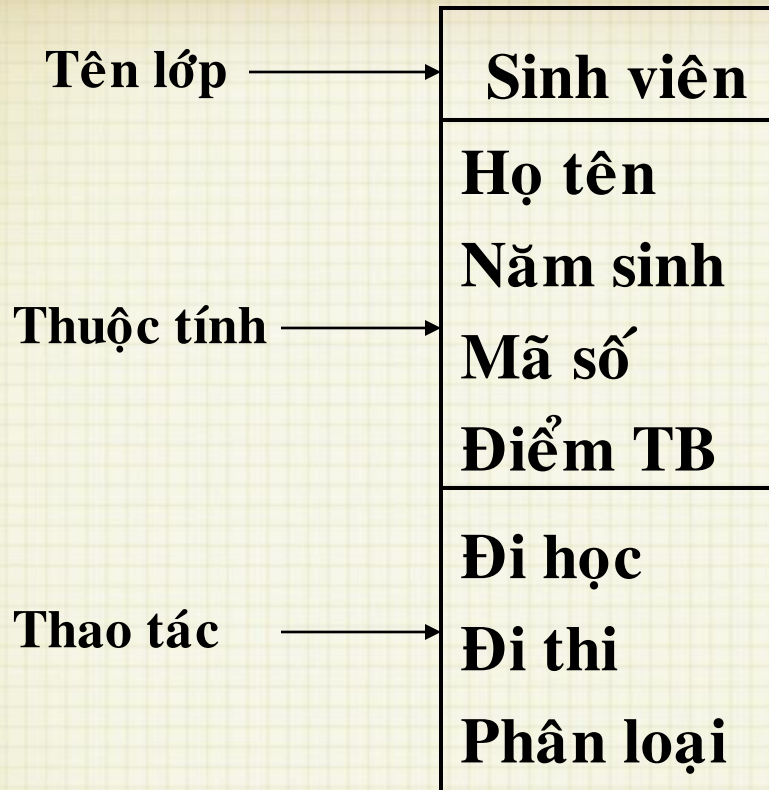 Tên lớp
Sinh viên
Họ tên
Năm sinh
Thuộc tính
Mã số
Điểm TB
Đi học
Thao tác
Đi thi
Phân loại